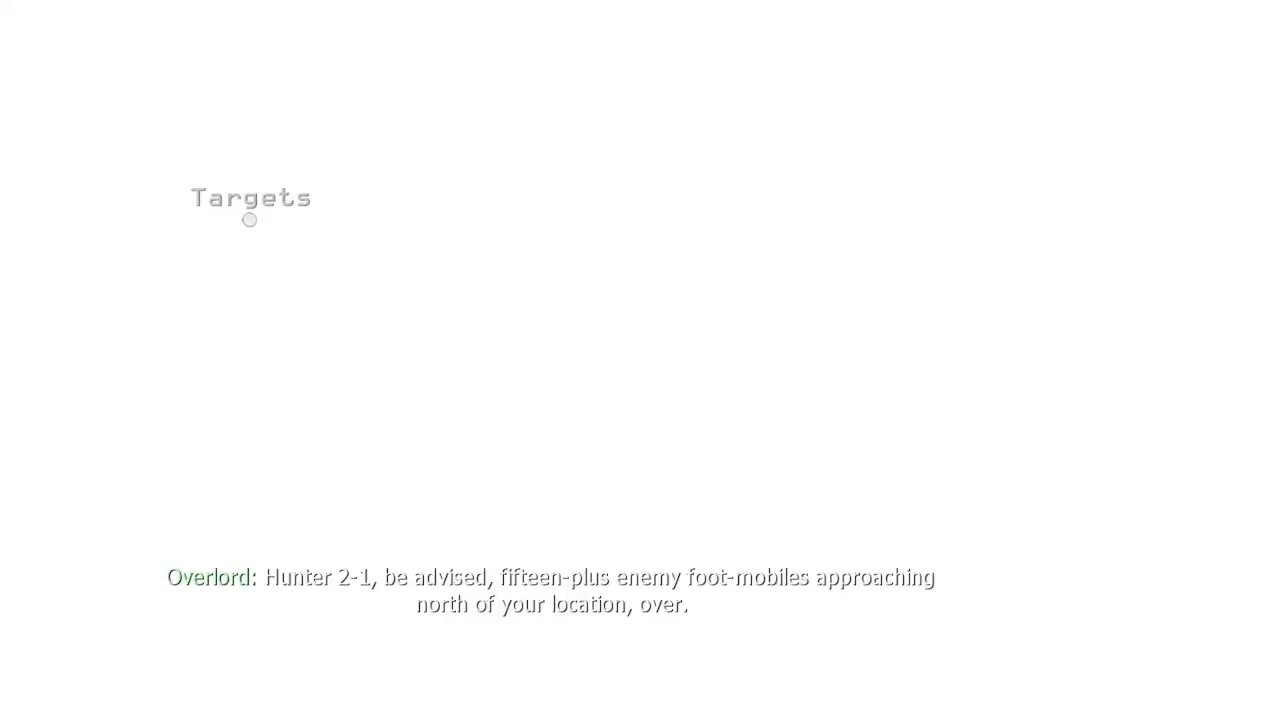 Targets
Overlord: Hunter 2-1, be advised, fifteen-plus enemy foot-mobiles approaching
north of your location, over.